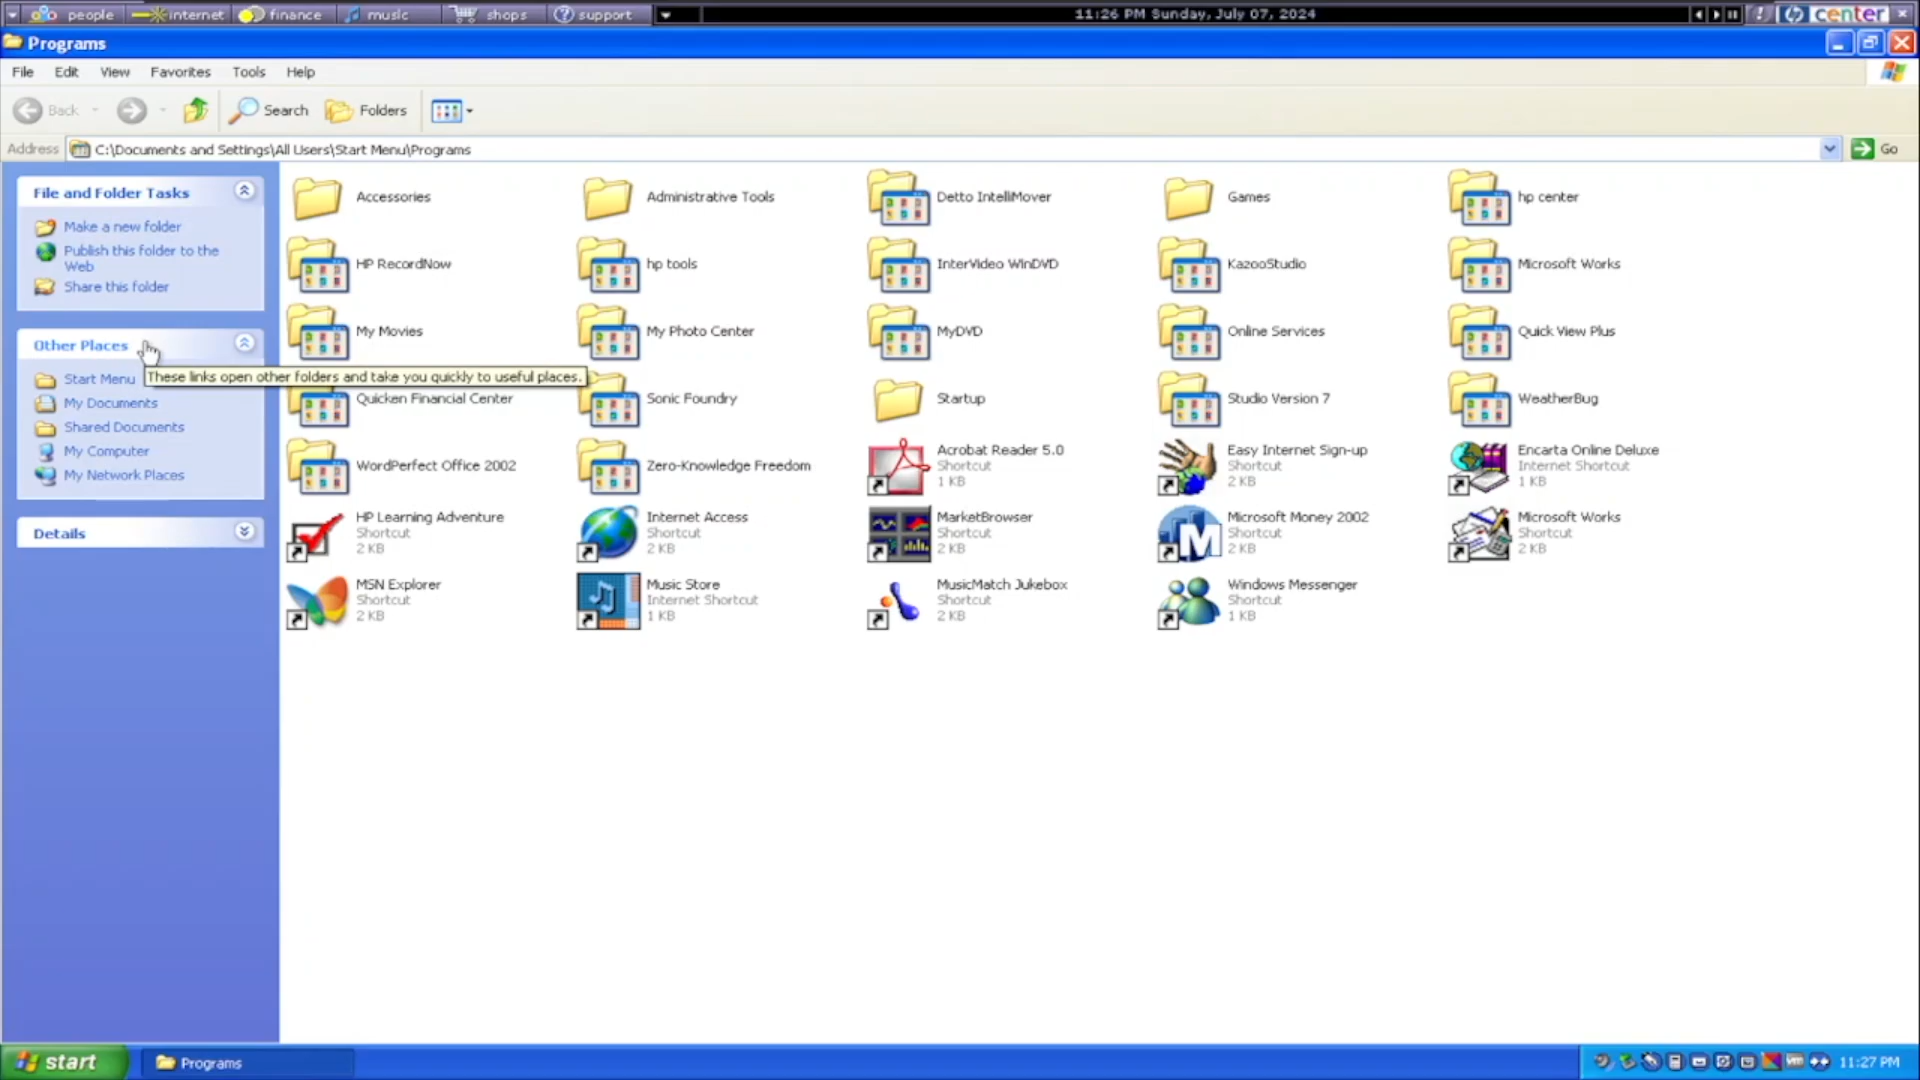 people internet finance music shops support 11:26 PM Sunday, July 07, 2024 hp center
Programs
File Edit View Favorites Tools Help
Back Search Folders
Address C:\Documents and Settings\All Users\Start Menu\Programs Go
File and Folder Tasks
Make a new folder
Publish this folder to the
Web
Share this folder
Other Places
These links open other folders and take you quickly to useful places.
Start Menu
My Documents
Shared Documents
My Computer
My Network Places
Details
Accessories Administrative Tools Detto IntelliMover Games hp center
HP RecordNow hp tools InterVideo WinDVD KazooStudio Microsoft Works
My Movies My Photo Center MyDVD Online Services Quick View Plus
Quicken Financial Center Sonic Foundry Startup Studio Version 7 WeatherBug
WordPerfect Office 2002 Zero-Knowledge Freedom
Acrobat Reader 5.0
Shortcut
1 KB
Easy Internet Sign-up
Shortcut
2 KB
Encarta Online Deluxe
Internet Shortcut
1 KB
HP Learning Adventure
Shortcut
2 KB
Internet Access
Shortcut
2 KB
MarketBrowser
Shortcut
2 KB
Microsoft Money 2002
Shortcut
2 KB
Microsoft Works
Shortcut
2 KB
MSN Explorer
Shortcut
2 KB
Music Store
Internet Shortcut
1 KB
MusicMatch Jukebox
Shortcut
2 KB
Windows Messenger
Shortcut
1 KB
start Programs 11:27 PM